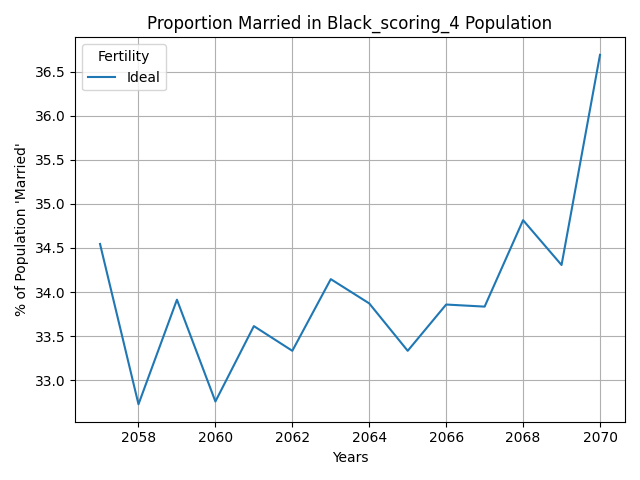 Proportion Married in Black_scoring_4 Population
Fertility
Ideal
% of Population 'Married'
36.5
36.0
35.5
35.0
34.5
34.0
33.5
33.0
2058 2060 2062 2064 2066 2068 2070
Years